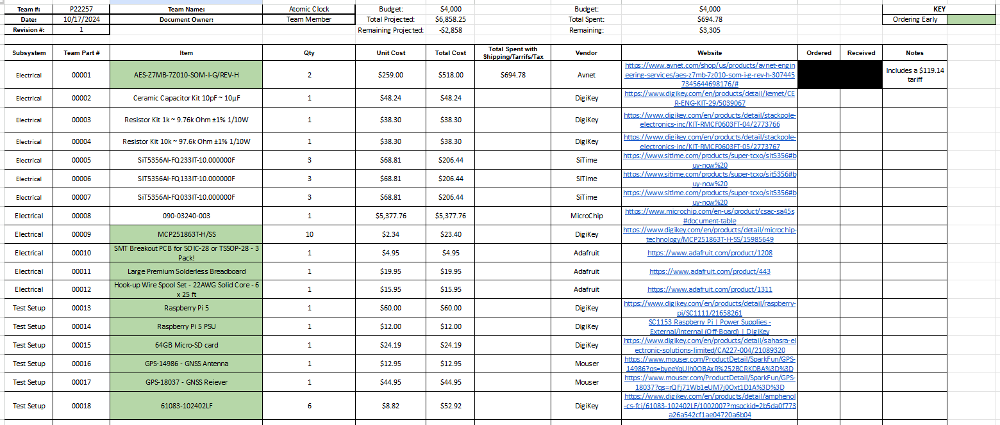 Team #: P22257 Team Name: Atomic Clock Budget: $4,000 Budget: $4,000 KEY
Date: 10/17/2024 Document Owner: Team Member Total Projected: $6,858.25 Total Spent: $694.78 Ordering Early
Revision #: 1 Remaining Projected: -$2,858 Remaining: $3,305
Subsystem Team Part # Item Qty Unit Cost Total Cost Total Spent with Shipping/Tarrifs/Tax Vendor Website Ordered Received Notes
Electrical 00001 AES-Z7MB-7Z010-SOM-I-G/REV-H 2 $259.00 $518.00 $694.78 Avnet https://www.avnet.com/shop/us/products/avnet-engineering-services/aes-z7mb-7z010-som-i-g-rev-h-3074457345644698176/# Includes a $119.14 tariff
Electrical 00002 Ceramic Capacitor Kit 10pF ~ 10µF 1 $48.24 $48.24 DigiKey https://www.digikey.com/en/products/detail/kemet/CER-ENG-KIT-29/5039067
Electrical 00003 Resistor Kit 1k ~ 9.76k Ohm ±1% 1/10W 1 $38.30 $38.30 DigiKey https://www.digikey.com/en/products/detail/stackpole-electronics-inc/KIT-RMCF0603FT-04/2773766
Electrical 00004 Resistor Kit 10k ~ 97.6k Ohm ±1% 1/10W 1 $38.30 $38.30 DigiKey https://www.digikey.com/en/products/detail/stackpole-electronics-inc/KIT-RMCF0603FT-05/2773767
Electrical 00005 SiT5356AI-FQ233IT-10.000000F 3 $68.81 $206.44 SiTime https://www.sitime.com/products/super-tcxo/sit5356#buy-now%20
Electrical 00006 SiT5356AI-FQ133IT-10.000000F 3 $68.81 $206.44 SiTime https://www.sitime.com/products/super-tcxo/sit5356#buy-now%20
Electrical 00007 SiT5356AI-FQ033IT-10.000000F 3 $68.81 $206.44 SiTime https://www.sitime.com/products/super-tcxo/sit5356#buy-now%20
Electrical 00008 090-03240-003 1 $5,377.76 $5,377.76 MicroChip https://www.microchip.com/en-us/product/csac-sa45s#document-table
Electrical 00009 MCP251863T-H/SS 10 $2.34 $23.40 DigiKey https://www.digikey.com/en/products/detail/microchip-technology/MCP251863T-H-SS/15985649
Electrical 00010 SMT Breakout PCB for SOIC-28 or TSSOP-28 - 3 Pack! 1 $4.95 $4.95 Adafruit https://www.adafruit.com/product/1208
Electrical 00011 Large Premium Solderless Breadboard 1 $19.95 $19.95 Adafruit https://www.adafruit.com/product/443
Electrical 00012 Hook-up Wire Spool Set - 22AWG Solid Core - 6 x 25 ft 1 $15.95 $15.95 Adafruit https://www.adafruit.com/product/1311
Test Setup 00013 Raspberry Pi 5 1 $60.00 $60.00 DigiKey https://www.digikey.com/en/products/detail/raspberry-pi/SC1111/21658261
Test Setup 00014 Raspberry Pi 5 PSU 1 $12.00 $12.00 DigiKey SC1153 Raspberry Pi | Power Supplies - External/Internal (Off-Board) | DigiKey
Test Setup 00015 64GB Micro-SD card 1 $24.19 $24.19 DigiKey https://www.digikey.com/en/products/detail/sahasra-electronic-solutions-limited/CA227-004/21089320
Test Setup 00016 GPS-14986 - GNSS Antenna 1 $12.95 $12.95 Mouser https://www.mouser.com/ProductDetail/SparkFun/GPS-14986?qs=byeeYqUIh0OBAxR%252BCRKDBA%3D%3D
Test Setup 00017 GPS-18037 - GNSS Reiever 1 $44.95 $44.95 Mouser https://www.mouser.com/ProductDetail/SparkFun/GPS-18037?qs=rQFj71Wb1eUM7j0Oxt1D1A%3D%3D
Test Setup 00018 61083-102402LF 6 $8.82 $52.92 DigiKey https://www.digikey.com/en/products/detail/amphenol-cs-fci/61083-102402LF/1002007?msockid=2b5da0f773a26a542cf1ae04720a6b04